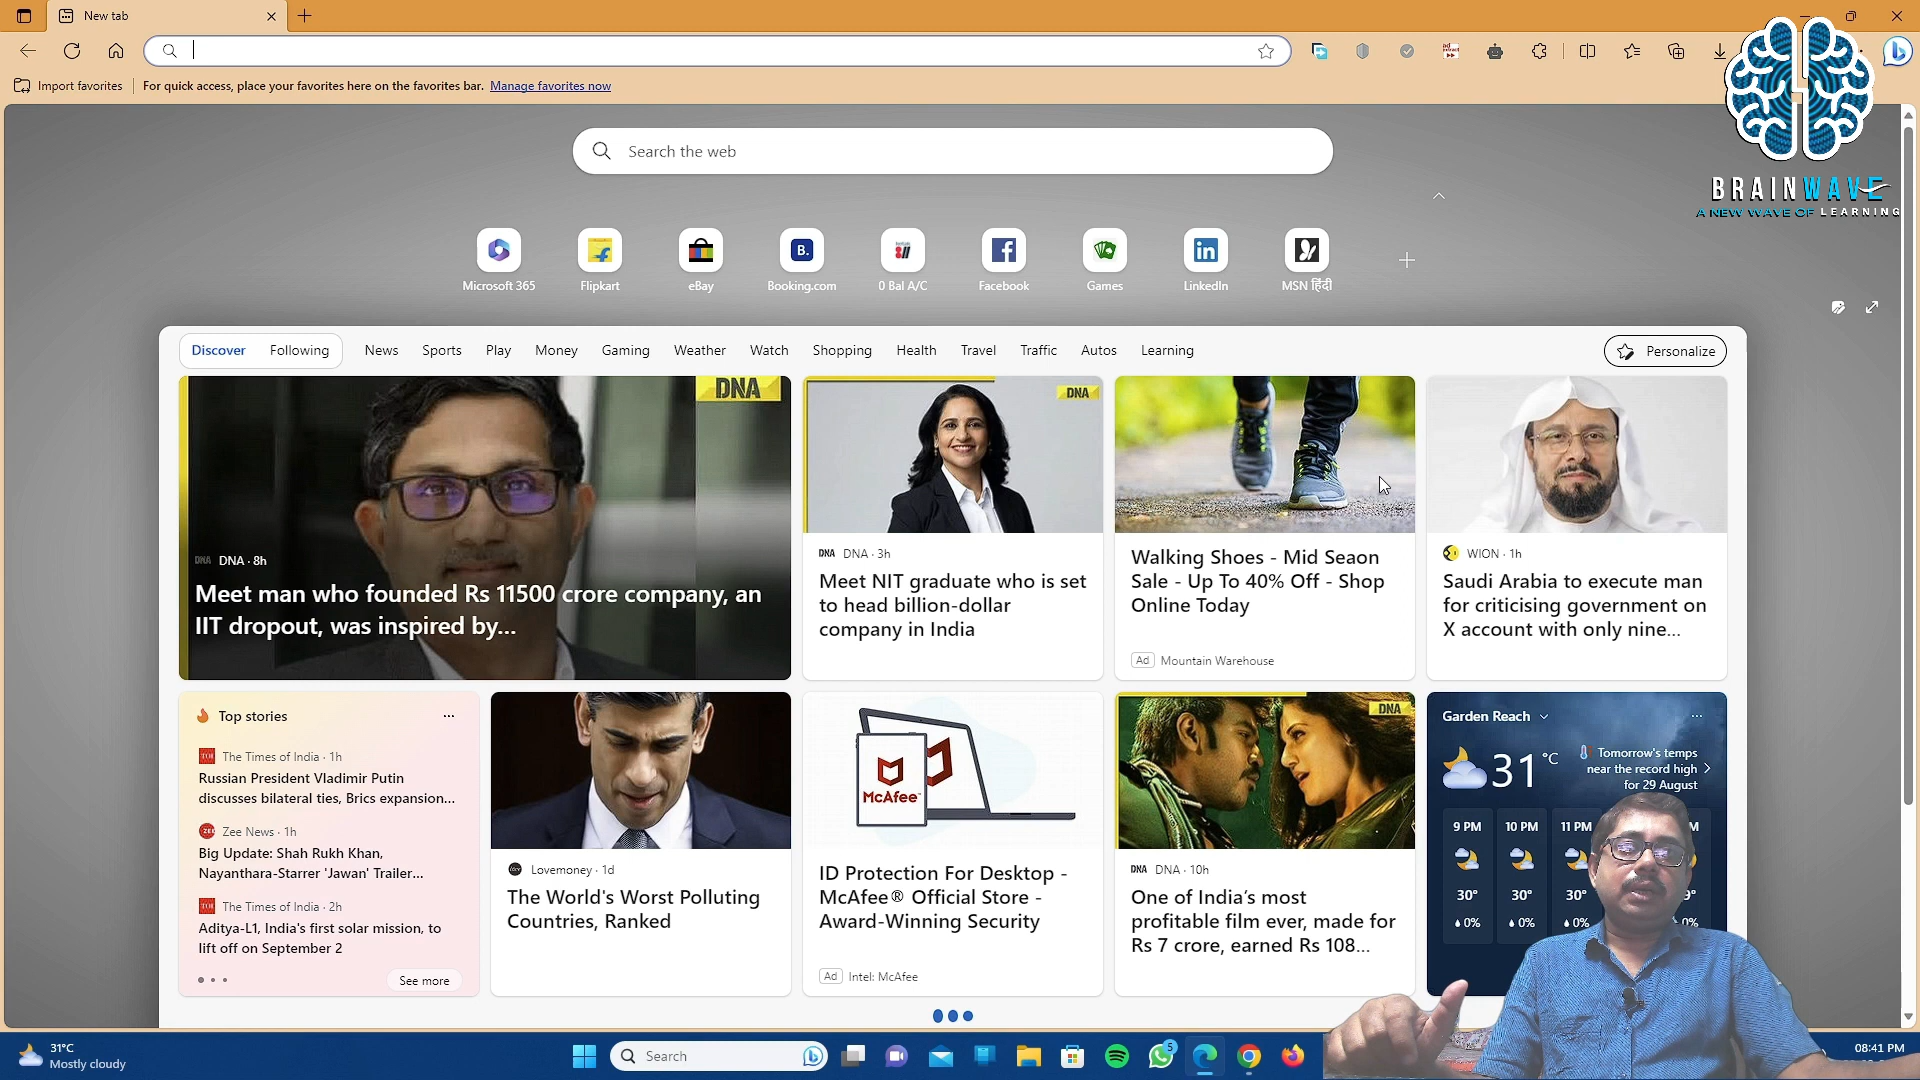 New tab
Import favorites
For quick access, place your favorites here on the favorites bar. Manage favorites now
BRAINWAVE
A NEW WAVE OF LEARNING
Search the web
Microsoft 365
Flipkart
eBay
B.
Booking.com
0 Bal A/C
Facebook
Games
in
LinkedIn
MSN हिंदी
Discover
Following
News
Sports
Play
Money
Gaming
Weather
Watch
Shopping
Health
Travel
Traffic
Autos
Learning
Personalize
DNA
DNA DNA · 8h
Meet man who founded Rs 11500 crore company, an
IIT dropout, was inspired by...
DNA
DNA DNA · 3h
Meet NIT graduate who is set
to head billion-dollar
company in India
Walking Shoes - Mid Seaon
Sale - Up To 40% Off - Shop
Online Today
Ad Mountain Warehouse
WION · 1h
Saudi Arabia to execute man
for criticising government on
X account with only nine...
Top stories
TOI The Times of India · 1h
Russian President Vladimir Putin
discusses bilateral ties, Brics expansion...
Zee News · 1h
Big Update: Shah Rukh Khan,
Nayanthara-Starrer 'Jawan' Trailer...
TOI The Times of India · 2h
Aditya-L1, India's first solar mission, to
lift off on September 2
See more
Lovemoney · 1d
The World's Worst Polluting
Countries, Ranked
McAfee™
ID Protection For Desktop -
McAfee® Official Store -
Award-Winning Security
Ad Intel: McAfee
DNA
DNA DNA · 10h
One of India’s most
profitable film ever, made for
Rs 7 crore, earned Rs 108...
Garden Reach
31 °C
Tomorrow's temps
near the record high
for 29 August
9 PM 10 PM 11 PM
30° 30° 30°
0% 0% 0% 0%
31°C
Mostly cloudy
Search
5
08:41 PM